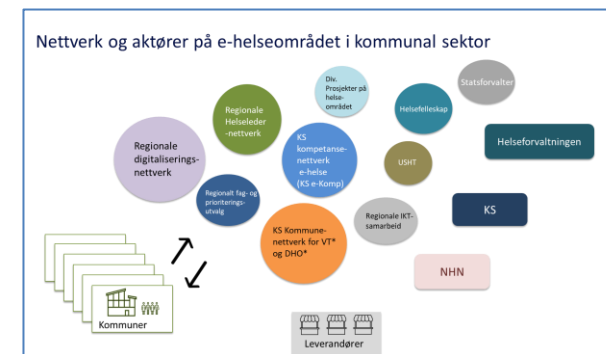 Nettverk og aktører på e-helseområdet i kommunal sektor
Div.
Prosjekter på
helse-
området
Statsforvalter
Regionale
Helseleder
-nettverk
Helsefelleskap
Regionale
digitaliserings-
nettverk
KS
kompetanse-
nettverk
e-helse
(KS e-Komp)
USHT
Helseforvaltningen
Regionalt fag- og
prioriterings-
utvalg
KS Kommune-
nettverk for VT*
og DHO*
Regionale IKT-
samarbeid
KS
NHN
Kommuner
Leverandører